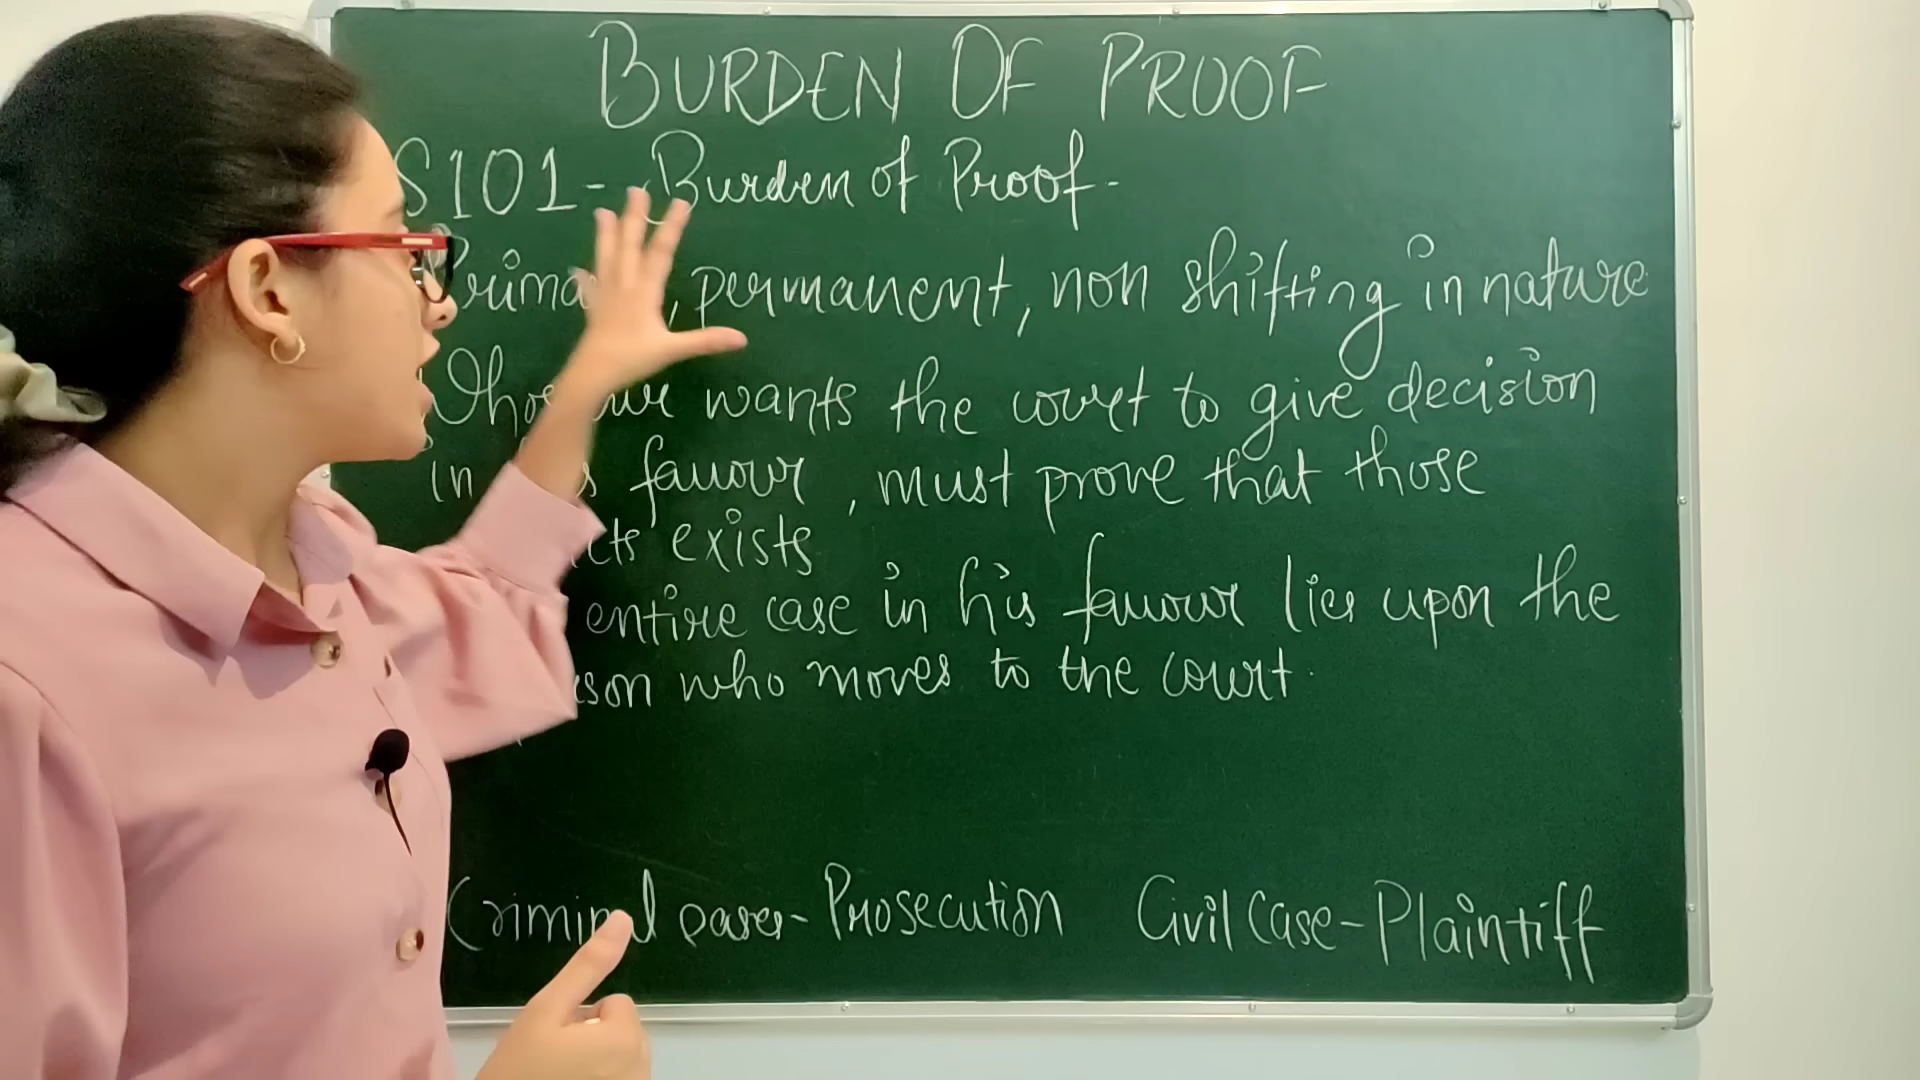 BURDEN OF PROOF
S101 - Burden of Proof -
, permanent, non shifting in nature
wants the court to give decision
in favour, must prove that those
exists
entire case in his favour lies upon the
who moves to the court.
Criminal cases - Prosecution Civil Case - Plaintiff